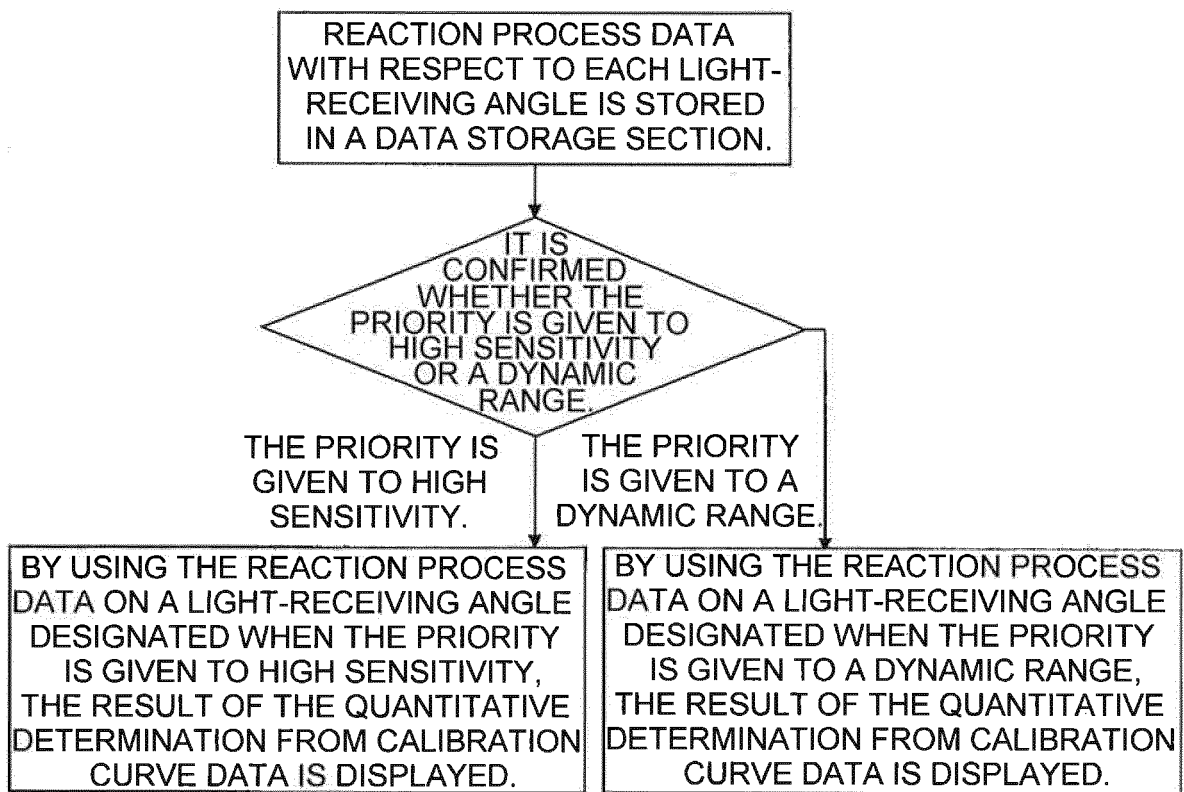 REACTION PROCESS DATA
WITH RESPECT TO EACH LIGHT-
RECEIVING ANGLE IS STORED
IN A DATA STORAGE SECTION.
IT IS
CONFIRMED
WHETHER THE
PRIORITY IS GIVEN TO
HIGH SENSITIVITY
OR A DYNAMIC
RANGE.
THE PRIORITY IS
GIVEN TO HIGH
SENSITIVITY.
THE PRIORITY
IS GIVEN TO A
DYNAMIC RANGE.
BY USING THE REACTION PROCESS
DATA ON A LIGHT-RECEIVING ANGLE
DESIGNATED WHEN THE PRIORITY
IS GIVEN TO HIGH SENSITIVITY,
THE RESULT OF THE QUANTITATIVE
DETERMINATION FROM CALIBRATION
CURVE DATA IS DISPLAYED.
BY USING THE REACTION PROCESS
DATA ON A LIGHT-RECEIVING ANGLE
DESIGNATED WHEN THE PRIORITY
IS GIVEN TO A DYNAMIC RANGE,
THE RESULT OF THE QUANTITATIVE
DETERMINATION FROM CALIBRATION
CURVE DATA IS DISPLAYED.